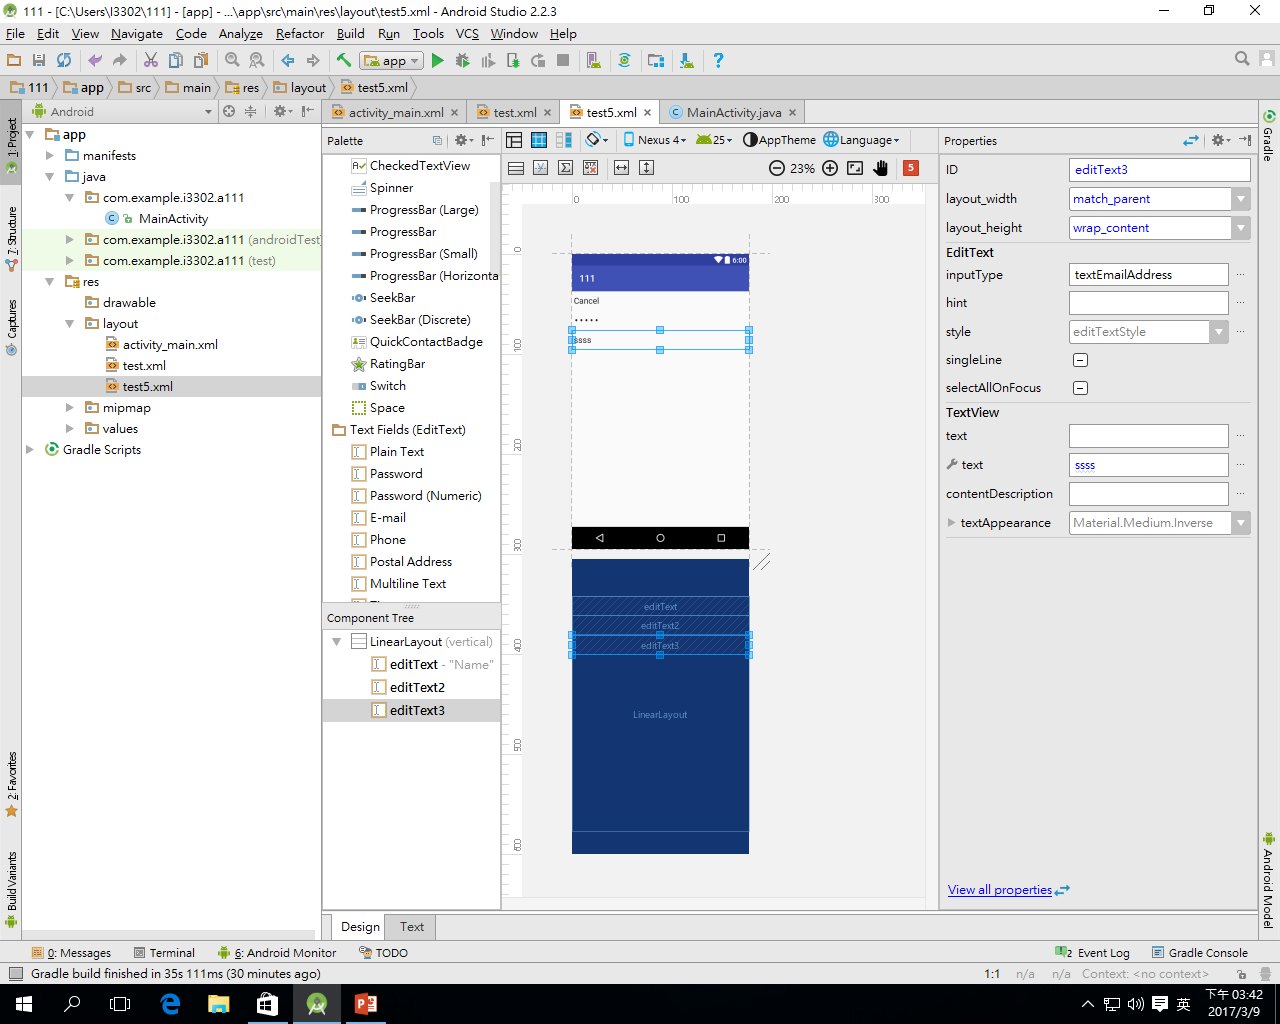 111 - [C:\Users\I3302\111] - [app] - ...\app\src\main\res\layout\test5.xml - Android Studio 2.2.3
File Edit View Navigate Code Analyze Refactor Build Run Tools VCS Window Help
app
111 app src main res layout test5.xml
Android
activity_main.xml test.xml test5.xml MainActivity.java
1: Project
7: Structure
Captures
2: Favorites
Build Variants
app
manifests
java
com.example.i3302.a111
MainActivity
com.example.i3302.a111 (androidTest
com.example.i3302.a111 (test)
res
drawable
layout
activity_main.xml
test.xml
test5.xml
mipmap
values
Gradle Scripts
Palette
CheckedTextView
Spinner
ProgressBar (Large)
ProgressBar
ProgressBar (Small)
ProgressBar (Horizonta
SeekBar
SeekBar (Discrete)
QuickContactBadge
RatingBar
Switch
Space
Text Fields (EditText)
Plain Text
Password
Password (Numeric)
E-mail
Phone
Postal Address
Multiline Text
Component Tree
LinearLayout (vertical)
editText - "Name"
editText2
editText3
Nexus 4 25 AppTheme Language
23% 5
0 100 200 300
0
100
200
300
400
500
600
6:00
111
Cancel
•••••
ssss
editText
editText2
editText3
LinearLayout
Design Text
Properties
ID editText3
layout_width match_parent
layout_height wrap_content
EditText
inputType textEmailAddress ...
hint ...
style editTextStyle ...
singleLine
selectAllOnFocus
TextView
text ...
text ssss ...
contentDescription ...
textAppearance Material.Medium.Inverse
View all properties
Gradle
Android Model
0: Messages Terminal 6: Android Monitor TODO 2 Event Log Gradle Console
Gradle build finished in 35s 111ms (30 minutes ago) 1:1 n/a n/a Context: <no context>
英
下午 03:42
2017/3/9